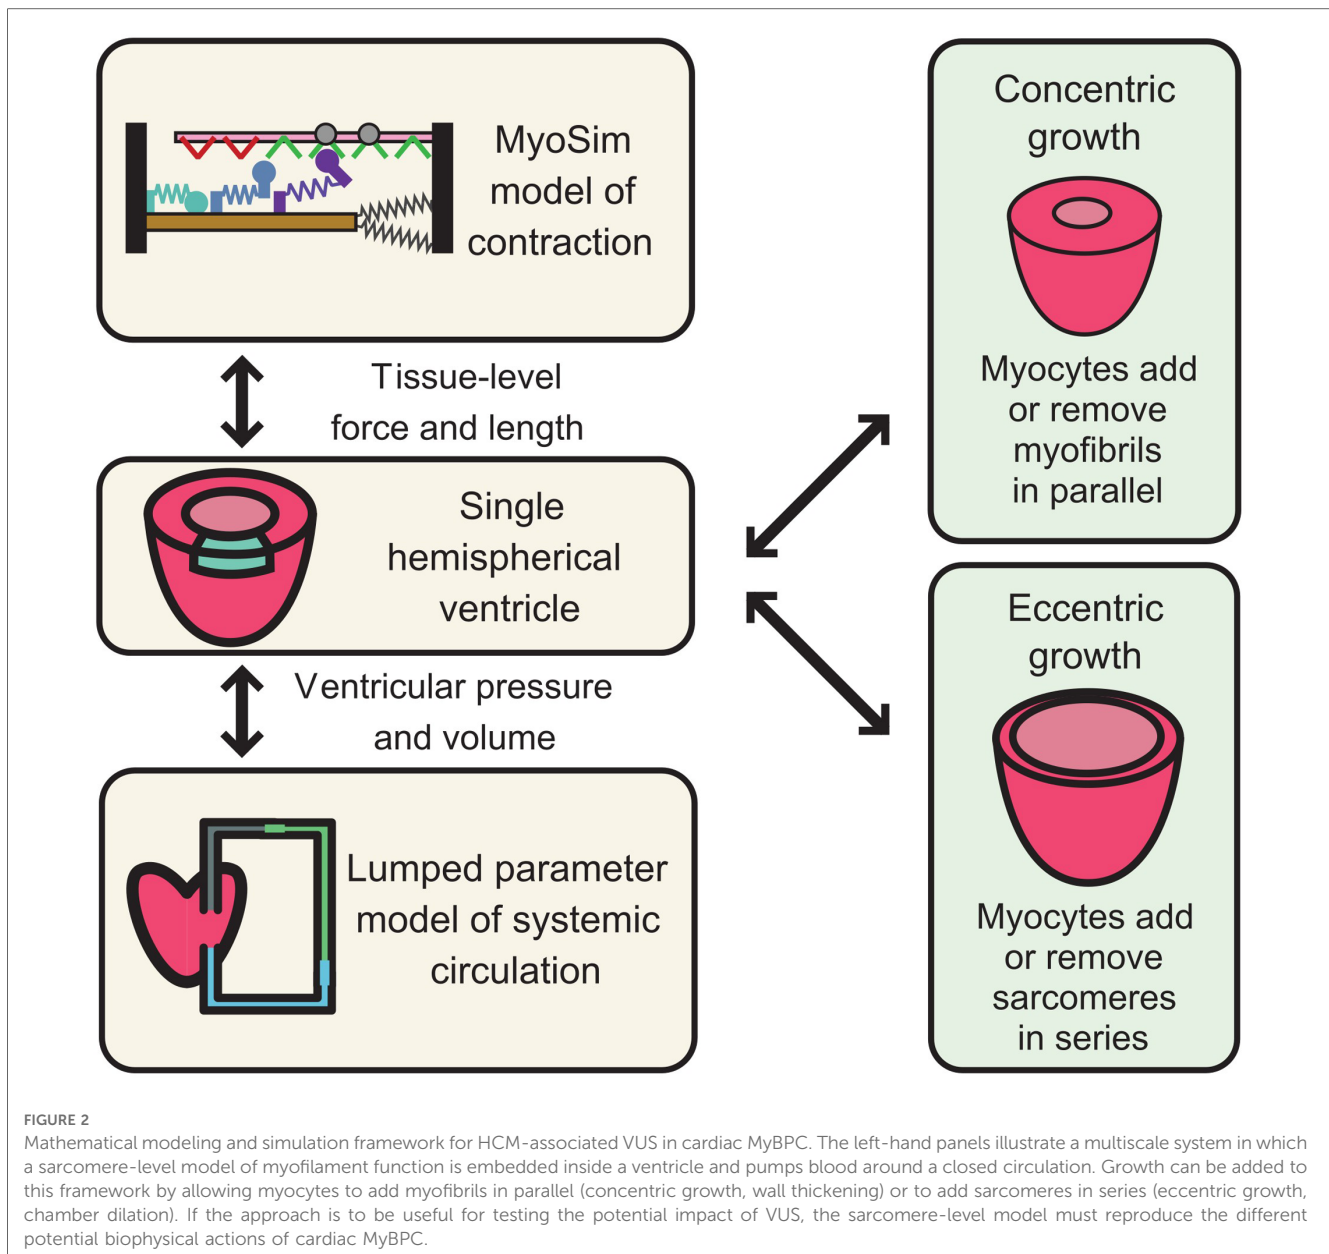 MyoSim
model of
contraction
Tissue-level
force and length
Single
hemispherical
ventricle
Ventricular pressure
and volume
Lumped parameter
model of systemic
circulation
Concentric
growth
Myocytes add
or remove
myofibrils
in parallel
Eccentric
growth
Myocytes add
or remove
sarcomeres
in series
FIGURE 2
Mathematical modeling and simulation framework for HCM-associated VUS in cardiac MyBPC. The left-hand panels illustrate a multiscale system in which
a sarcomere-level model of myofilament function is embedded inside a ventricle and pumps blood around a closed circulation. Growth can be added to
this framework by allowing myocytes to add myofibrils in parallel (concentric growth, wall thickening) or to add sarcomeres in series (eccentric growth,
chamber dilation). If the approach is to be useful for testing the potential impact of VUS, the sarcomere-level model must reproduce the different
potential biophysical actions of cardiac MyBPC.